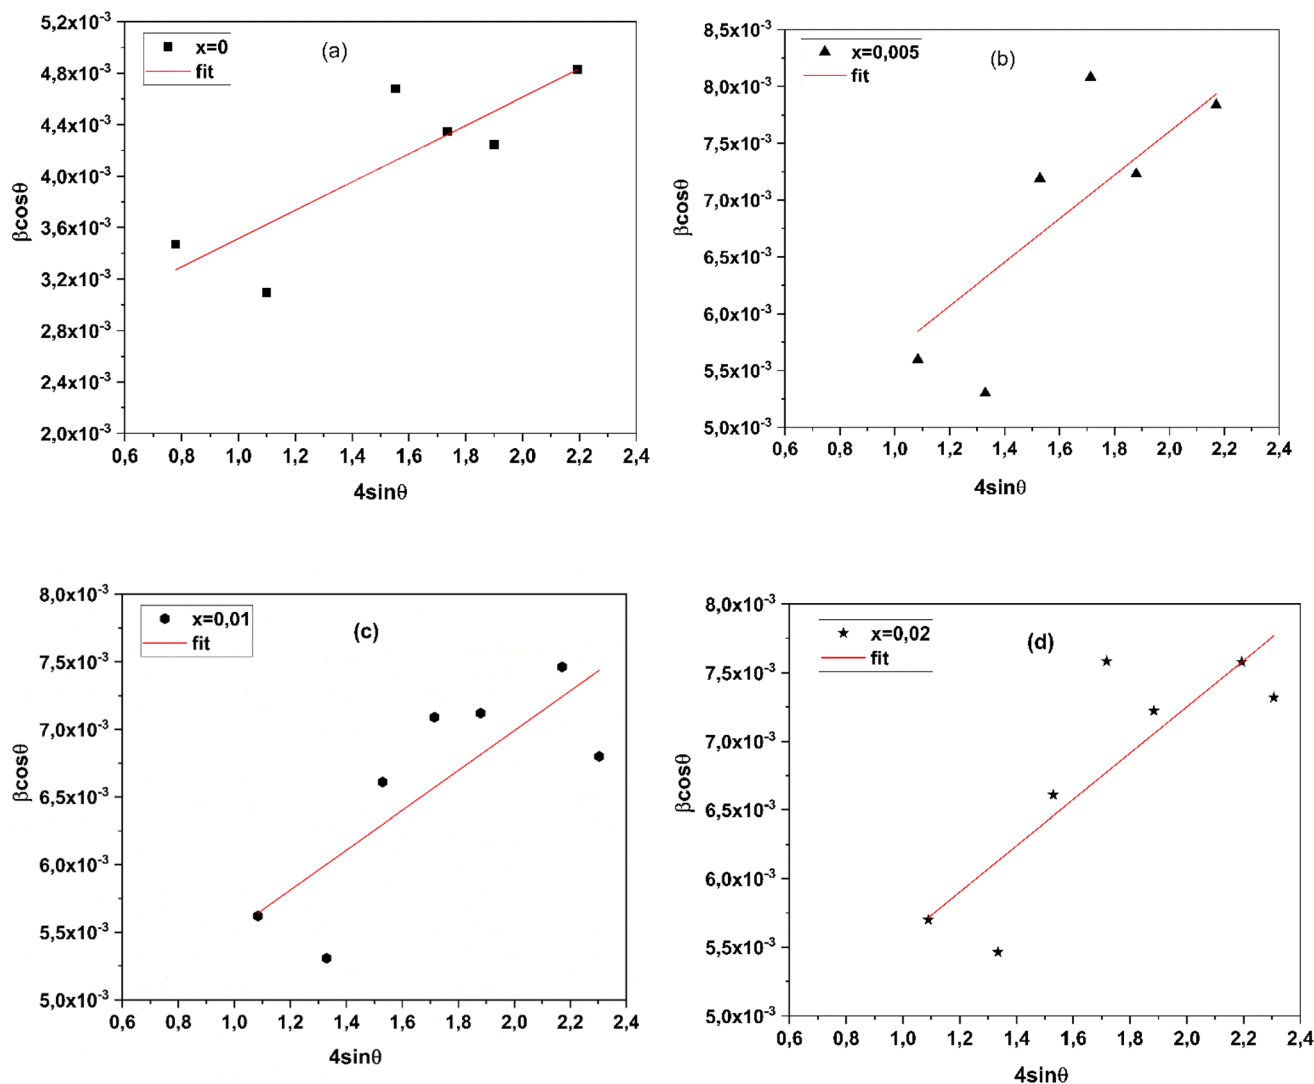 (a)
x=0
fit
5,2x10⁻³
4,8x10⁻³
4,4x10⁻³
4,0x10⁻³
3,6x10⁻³
3,2x10⁻³
2,8x10⁻³
2,4x10⁻³
2,0x10⁻³
βcosθ
0,6 0,8 1,0 1,2 1,4 1,6 1,8 2,0 2,2 2,4
4sinθ
(b)
x=0,005
fit
8,5x10⁻³
8,0x10⁻³
7,5x10⁻³
7,0x10⁻³
6,5x10⁻³
6,0x10⁻³
5,5x10⁻³
5,0x10⁻³
βcosθ
0,6 0,8 1,0 1,2 1,4 1,6 1,8 2,0 2,2 2,4
4sinθ
(c)
x=0,01
fit
8,0x10⁻³
7,5x10⁻³
7,0x10⁻³
6,5x10⁻³
6,0x10⁻³
5,5x10⁻³
5,0x10⁻³
βcosθ
0,6 0,8 1,0 1,2 1,4 1,6 1,8 2,0 2,2 2,4
4sinθ
(d)
x=0,02
fit
8,0x10⁻³
7,5x10⁻³
7,0x10⁻³
6,5x10⁻³
6,0x10⁻³
5,5x10⁻³
5,0x10⁻³
βcosθ
0,6 0,8 1,0 1,2 1,4 1,6 1,8 2,0 2,2 2,4
4sinθ